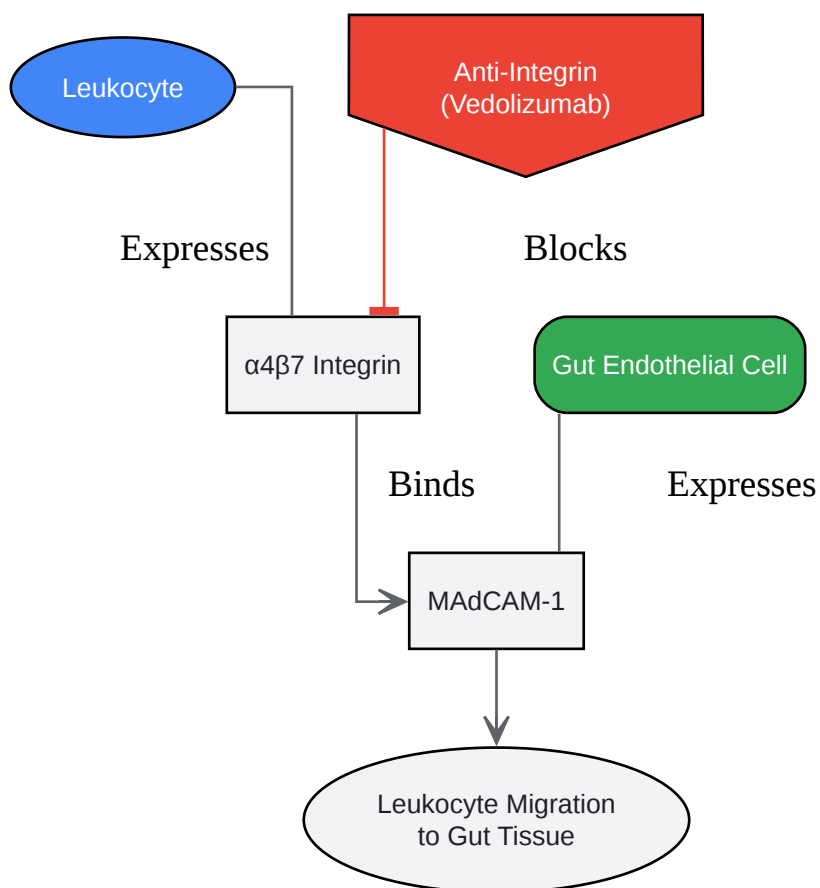 Leukocyte
Anti-Integrin
(Vedolizumab)
Expresses
Blocks
α4β7 Integrin
Gut Endothelial Cell
Binds
Expresses
MAdCAM-1
Leukocyte Migration
to Gut Tissue